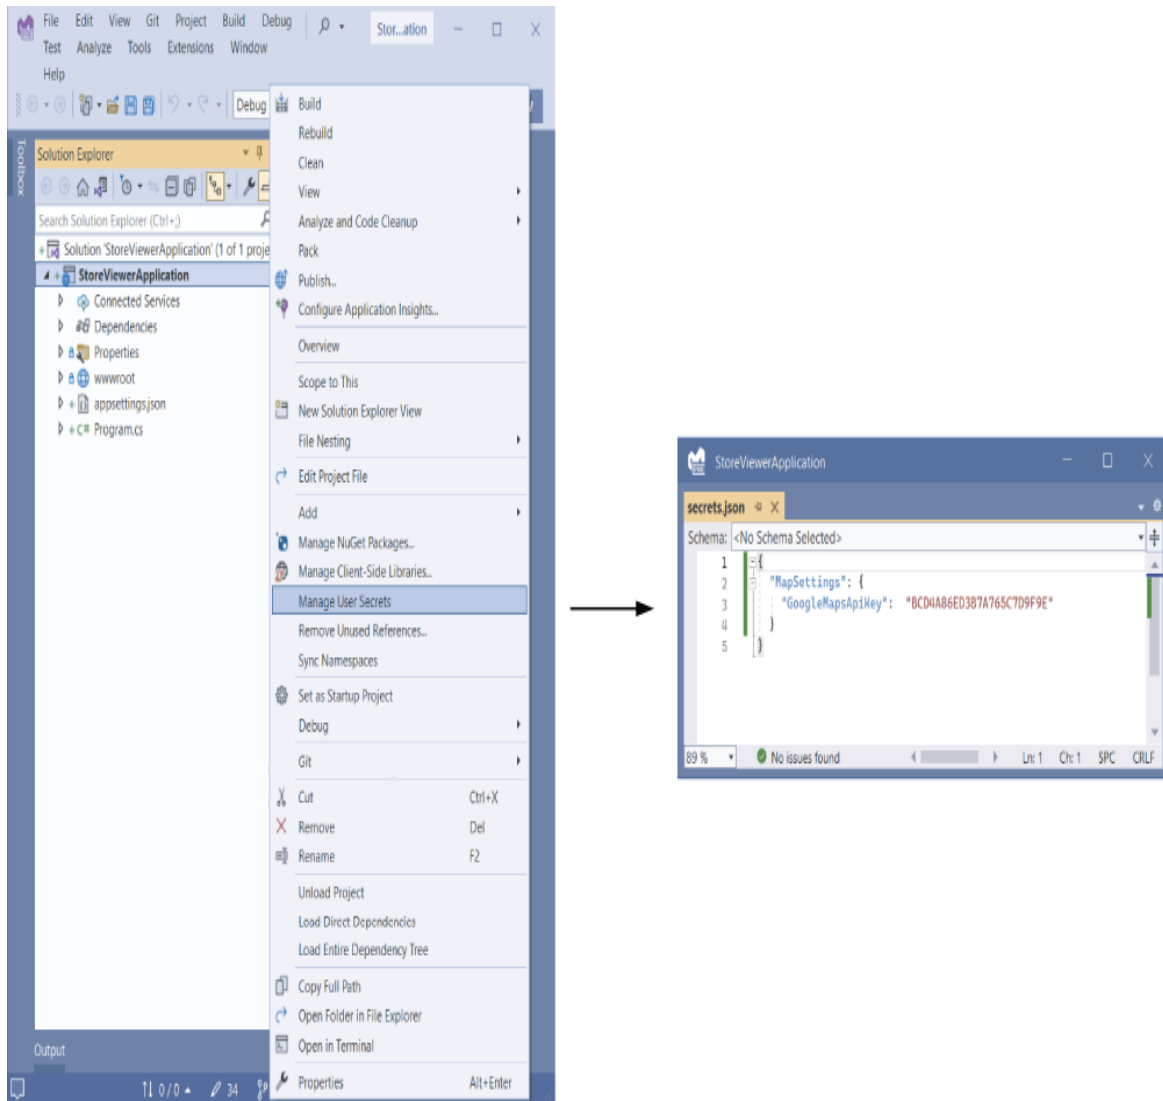 File Edit View Git Project Build Debug
Stor...ation
Test Analyze Tools Extensions Window
Help
Debug
Toolbox
Solution Explorer
Search Solution Explorer (Ctrl+;)
Solution 'StoreViewerApplication' (1 of 1 proje
StoreViewerApplication
Connected Services
Dependencies
Properties
wwwroot
appsettings.json
C# Program.cs
Output
0/0 34
Build
Rebuild
Clean
View
Analyze and Code Cleanup
Pack
Publish...
Configure Application Insights...
Overview
Scope to This
New Solution Explorer View
File Nesting
Edit Project File
Add
Manage NuGet Packages...
Manage Client-Side Libraries...
Manage User Secrets
Remove Unused References...
Sync Namespaces
Set as Startup Project
Debug
Git
Cut Ctrl+X
Remove Del
Rename F2
Unload Project
Load Direct Dependencies
Load Entire Dependency Tree
Copy Full Path
Open Folder in File Explorer
Open in Terminal
Properties Alt+Enter
StoreViewerApplication
secrets.json
Schema: <No Schema Selected>
1 {
2 "MapSettings": {
3 "GoogleMapsApiKey": "BCD4A86ED3B7A765C7D9F9E"
4 }
5 }
89 % No issues found Ln: 1 Ch: 1 SPC CRLF